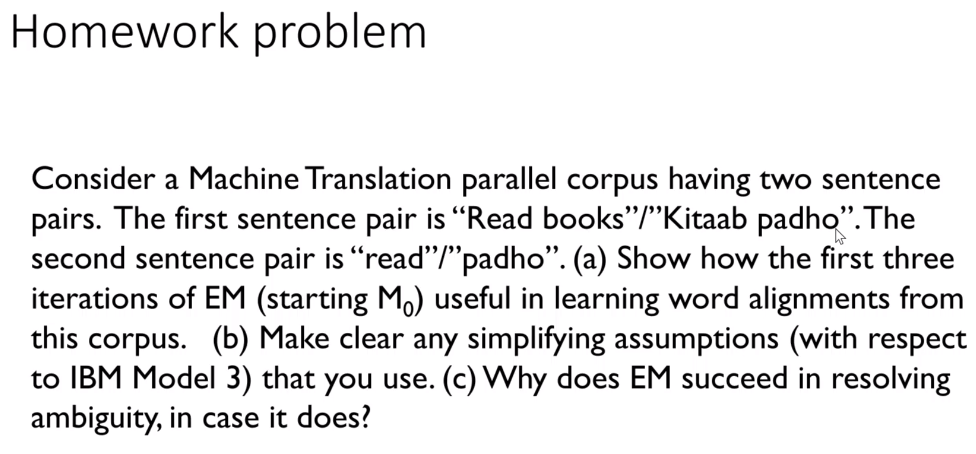 Homework problem
Consider a Machine Translation parallel corpus having two sentence
pairs. The first sentence pair is “Read books”/”Kitaab padho”. The
second sentence pair is “read”/”padho”. (a) Show how the first three
iterations of EM (starting M₀) useful in learning word alignments from
this corpus. (b) Make clear any simplifying assumptions (with respect
to IBM Model 3) that you use. (c) Why does EM succeed in resolving
ambiguity, in case it does?